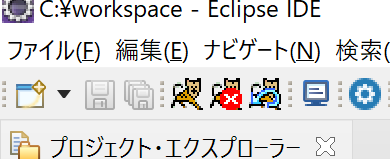 C:¥workspace - Eclipse IDE
ファイル(F) 編集(E) ナビゲート(N) 検索(
プロジェクト・エクスプローラー